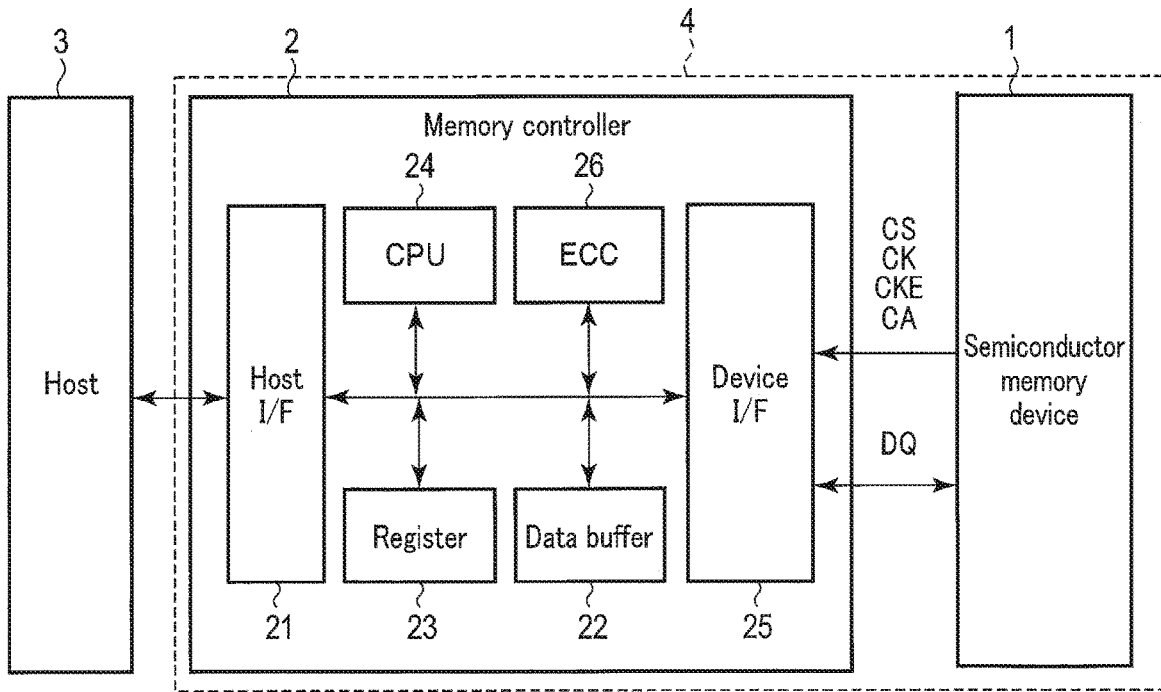 3
2
4
1
Memory controller
24
26
CPU
ECC
CS
CK
CKE
CA
Host
Host
I/F
Device
I/F
Semiconductor
memory
device
DQ
Register
Data buffer
21
23
22
25